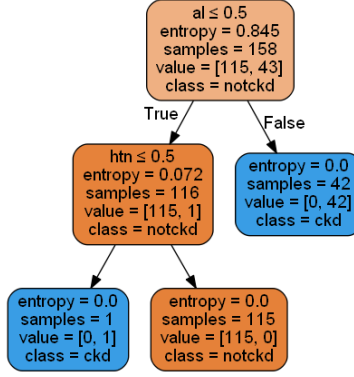 al ≤ 0.5
entropy = 0.845
samples = 158
value = [115, 43]
class = notckd
True
False
htn ≤ 0.5
entropy = 0.072
samples = 116
value = [115, 1]
class = notckd
entropy = 0.0
samples = 42
value = [0, 42]
class = ckd
entropy = 0.0
samples = 1
value = [0, 1]
class = ckd
entropy = 0.0
samples = 115
value = [115, 0]
class = notckd